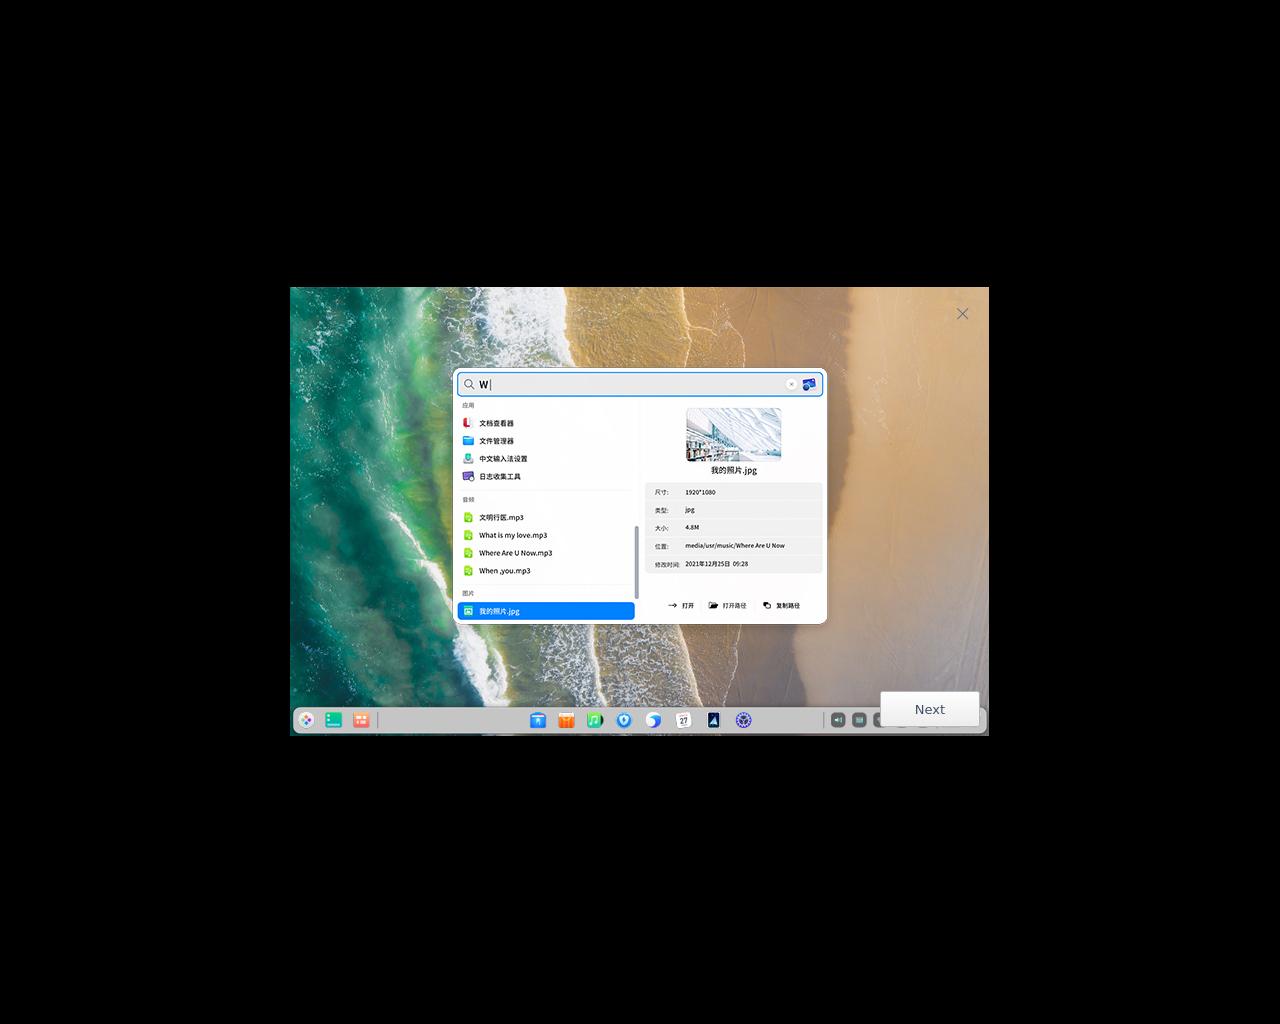 W
应用
文档查看器
文件管理器
中文输入法设置
日志收集工具
音频
文明行医.mp3
What is my love.mp3
Where Are U Now.mp3
When ,you.mp3
图片
我的照片.jpg
我的照片.jpg
尺寸: 1920*1080
类型: jpg
大小: 4.8M
位置: media/usr/music/Where Are U Now
修改时间: 2021年12月25日 09:28
打开 打开路径 复制路径
27
Next